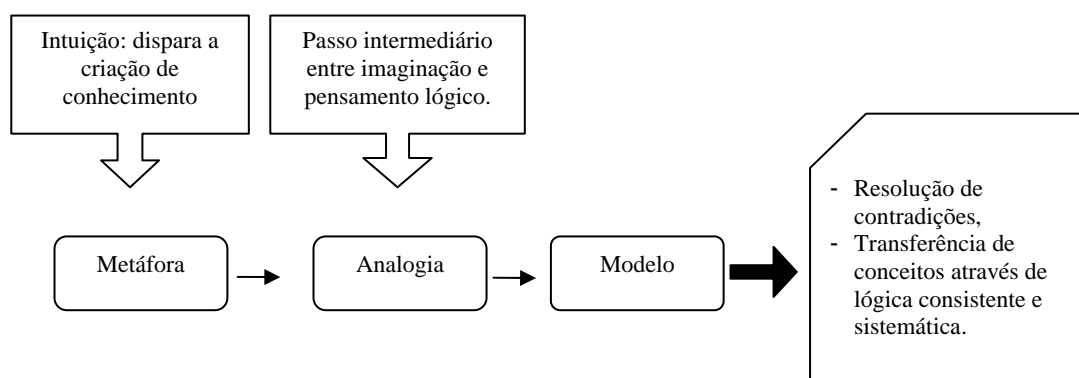 Intuição: dispara a
criação de
conhecimento
Passo intermediário
entre imaginação e
pensamento lógico.
Metáfora
Analogia
Modelo
- Resolução de
contradições,
- Transferência de
conceitos através de
lógica consistente e
sistemática.